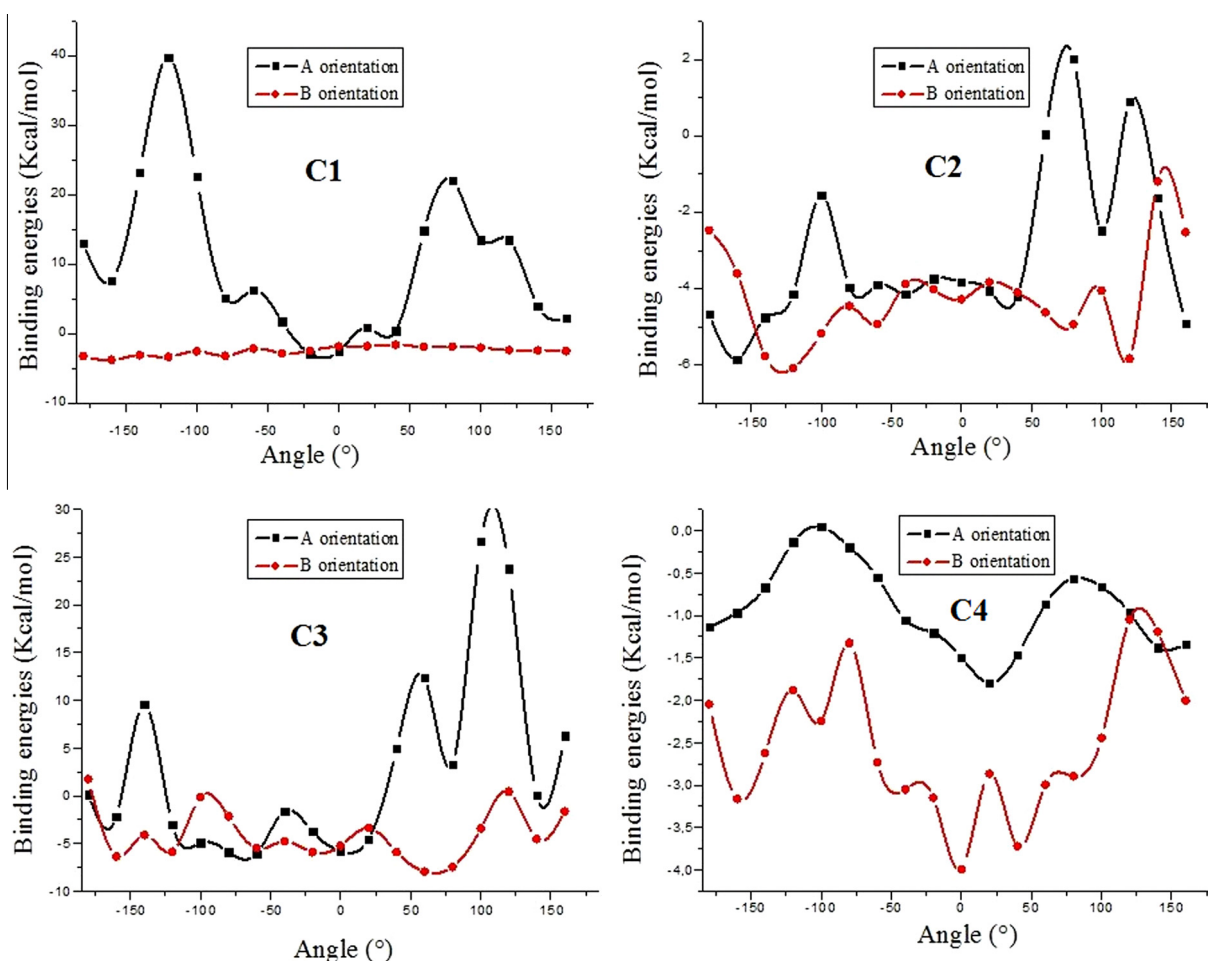 A orientation
B orientation
C1
Binding energies (Kcal/mol)
40
30
20
10
0
-10
-150
-100
-50
0
50
100
150
Angle (°)
A orientation
B orientation
C2
Binding energies (Kcal/mol)
2
0
-2
-4
-6
-150
-100
-50
0
50
100
150
Angle (°)
A orientation
B orientation
C3
Binding energies (Kcal/mol)
30
25
20
15
10
5
0
-5
-10
-150
-100
-50
0
50
100
150
Angle (°)
A orientation
B orientation
C4
Binding energies (Kcal/mol)
0.0
-0.5
-1.0
-1.5
-2.0
-2.5
-3.0
-3.5
-4.0
-150
-100
-50
0
50
100
150
Angle (°)